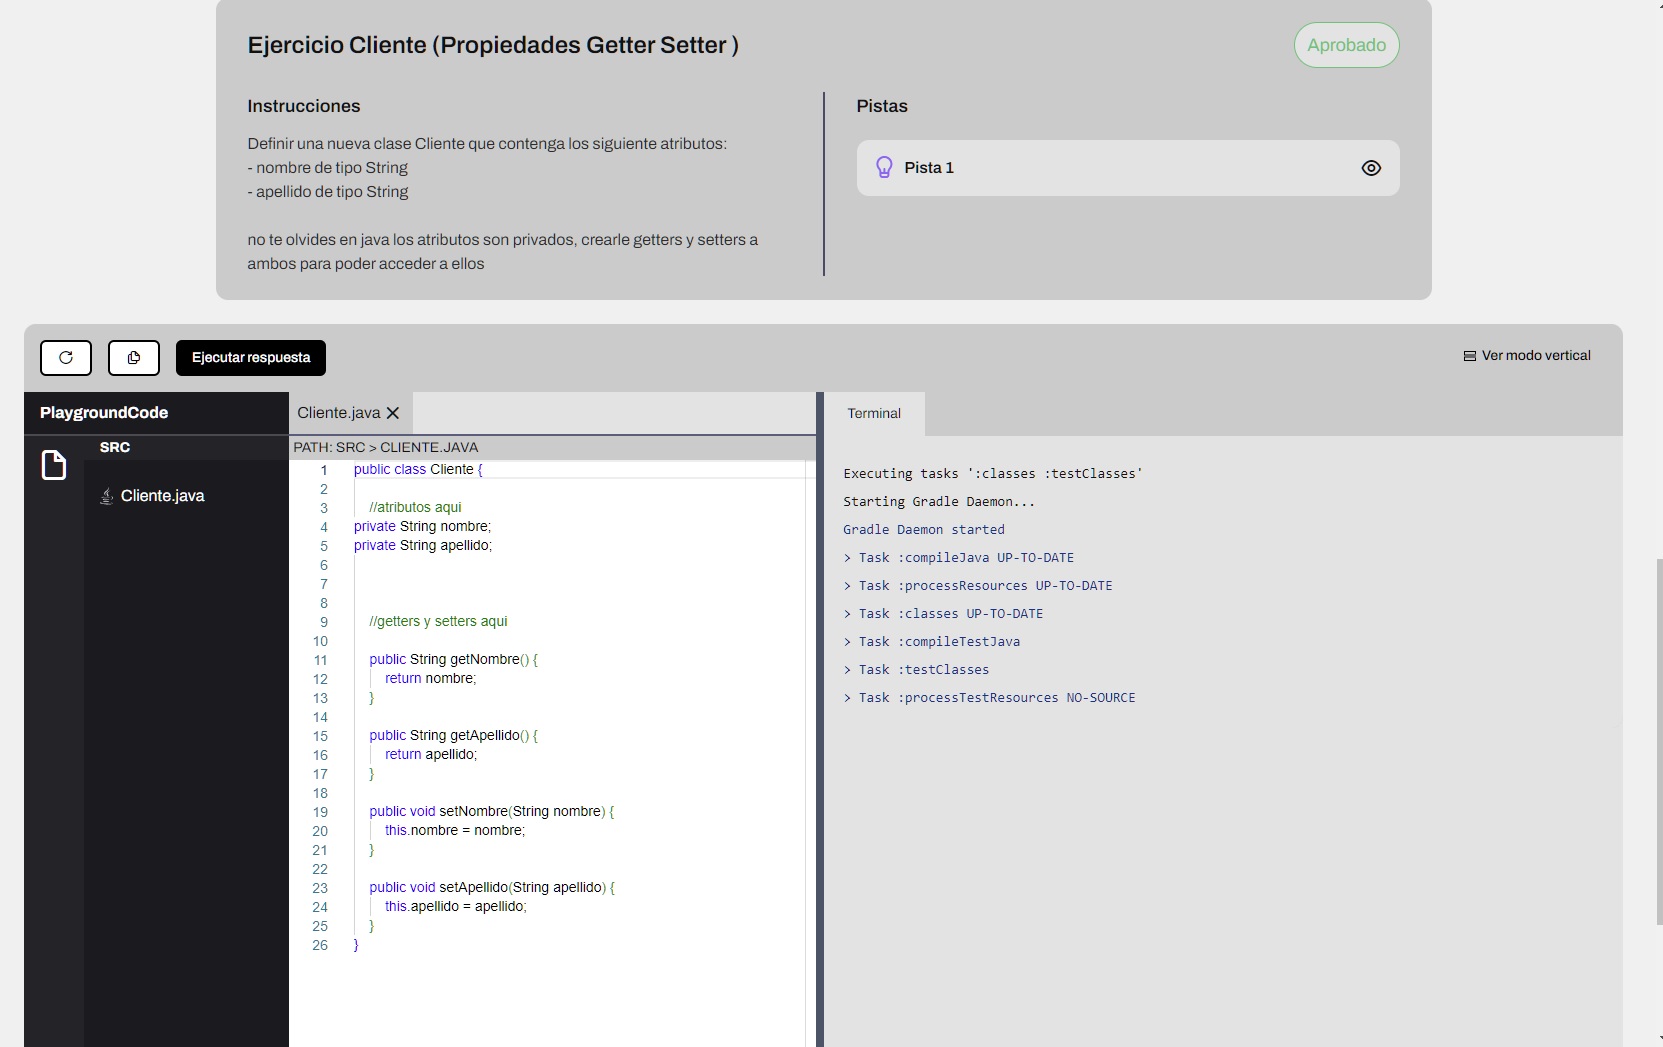 Ejercicio Cliente (Propiedades Getter Setter )
Aprobado
Instrucciones
Definir una nueva clase Cliente que contenga los siguiente atributos:
- nombre de tipo String
- apellido de tipo String
no te olvides en java los atributos son privados, crearle getters y setters a
ambos para poder acceder a ellos
Pistas
Pista 1
Ejecutar respuesta
Ver modo vertical
PlaygroundCode
SRC
Cliente.java
Cliente.java
PATH: SRC > CLIENTE.JAVA
1 public class Cliente {
2
3 //atributos aqui
4 private String nombre;
5 private String apellido;
6
7
8
9 //getters y setters aqui
10
11 public String getNombre() {
12 return nombre;
13 }
14
15 public String getApellido() {
16 return apellido;
17 }
18
19 public void setNombre(String nombre) {
20 this.nombre = nombre;
21 }
22
23 public void setApellido(String apellido) {
24 this.apellido = apellido;
25 }
26 }
Terminal
Executing tasks ':classes :testClasses'
Starting Gradle Daemon...
Gradle Daemon started
> Task :compileJava UP-TO-DATE
> Task :processResources UP-TO-DATE
> Task :classes UP-TO-DATE
> Task :compileTestJava
> Task :testClasses
> Task :processTestResources NO-SOURCE